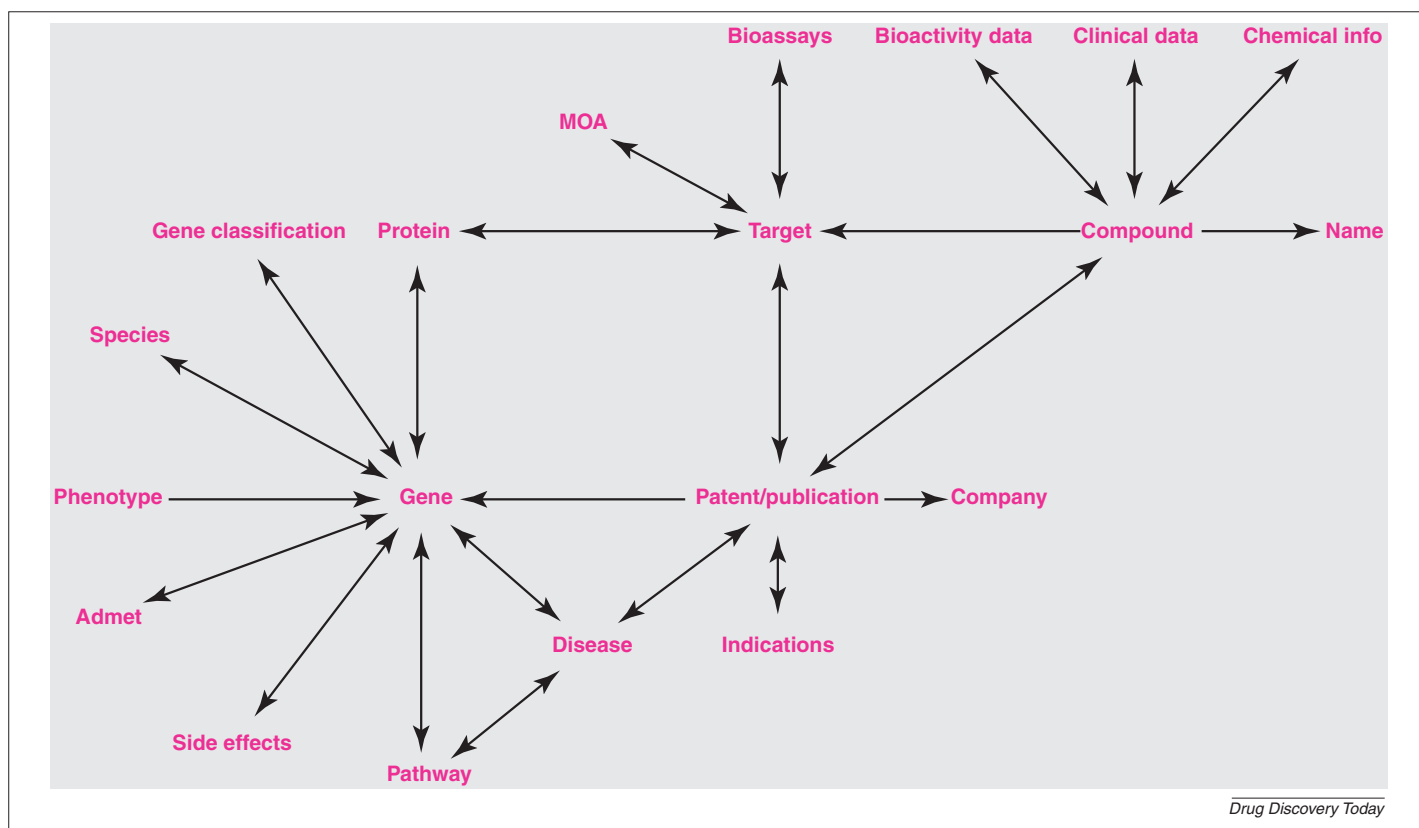 Bioassays
Bioactivity data
Clinical data
Chemical info
MOA
Gene classification
Protein
Target
Compound
Name
Species
Phenotype
Gene
Patent/publication
Company
Admet
Disease
Indications
Side effects
Pathway
Drug Discovery Today